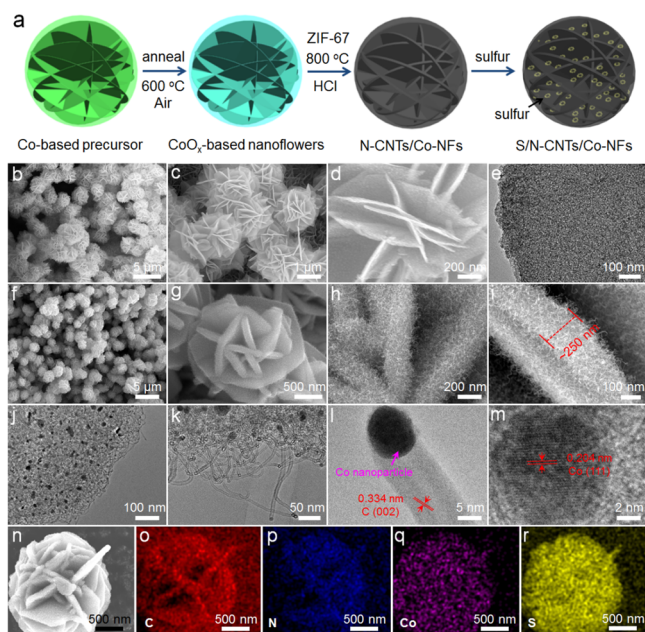 a
anneal
600 ºC
Air
ZIF-67
800 ºC
HCl
sulfur
sulfur
Co-based precursor
CoOₓ-based nanoflowers
N-CNTs/Co-NFs
S/N-CNTs/Co-NFs
b
5 µm
c
1 µm
d
200 nm
e
100 nm
f
5 µm
g
500 nm
h
200 nm
i
~250 nm
100 nm
j
100 nm
k
50 nm
l
Co nanoparticle
0.334 nm
C (002)
5 nm
m
nm
Co (111)
2 nm
n
500 nm
o
C
500 nm
p
N
500 nm
q
Co
500 nm
r
S
500 nm